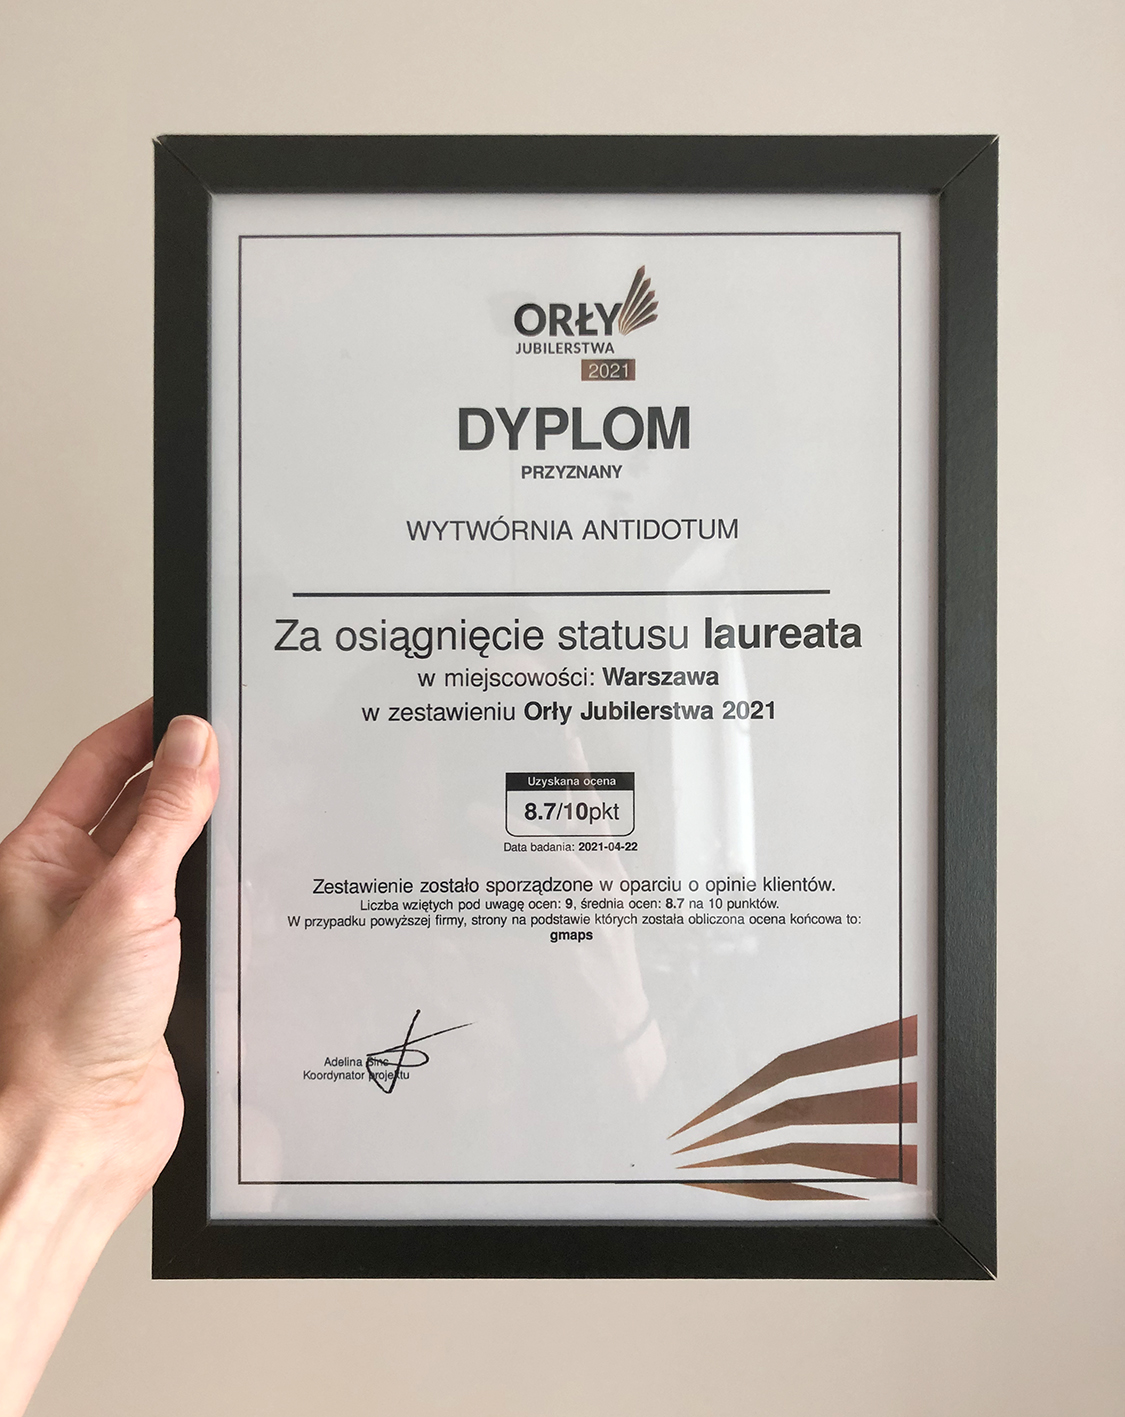 ORŁY
JUBILERSTWA
2021
DYPLOM
PRZYZNANY
WYTWÓRNIA ANTIDOTUM
Za osiągnięcie statusu laureata
w miejscowości: Warszawa
w zestawieniu Orły Jubilerstwa 2021
Uzyskana ocena
8.7/10pkt
Data badania: 2021-04-22
Zestawienie zostało sporządzone w oparciu o opinie klientów.
Liczba wziętych pod uwagę ocen: 9, średnia ocen: 8.7 na 10 punktów.
W przypadku powyższej firmy, strony na podstawie których została obliczona ocena końcowa to:
gmaps
Adelina
Koordynator projektu